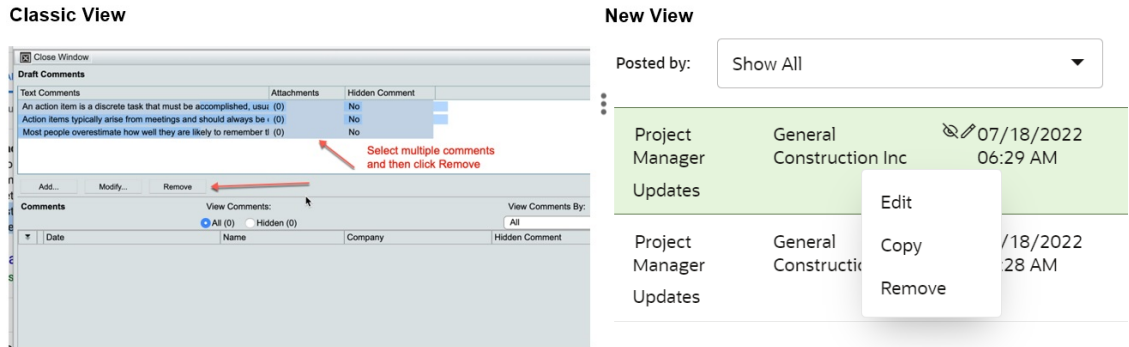 Classic View
Close Window
Draft Comments
Text Comments Attachments Hidden Comment
An action item is a discrete task that must be accomplished, usua (0) No
Action items typically arise from meetings and should always be (0) No
Most people overestimate how well they are likely to remember tl (0) No
Select multiple comments
and then click Remove
Add... Modify... Remove
Comments View Comments: View Comments By:
All (0) Hidden (0) All
Date Name Company Hidden Comment
New View
Posted by: Show All
Project General 07/18/2022
Manager Construction Inc 06:29 AM
Updates
Edit
Copy
Remove
Project General /18/2022
Manager Constructi :28 AM
Updates